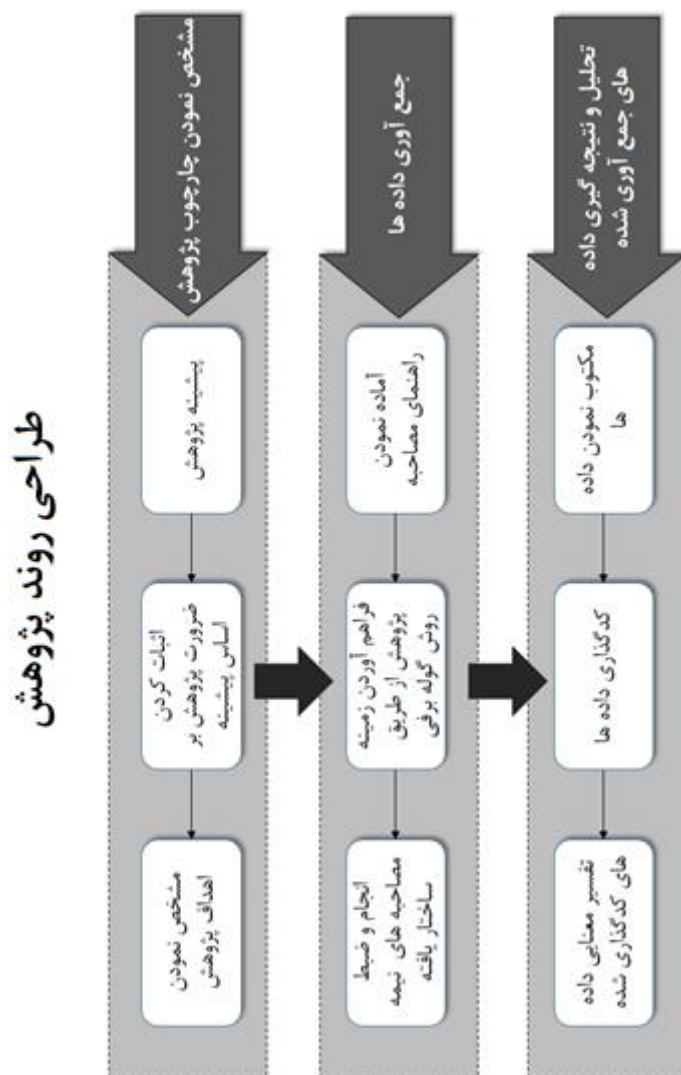 طراحی روند پژوهش
مشخص نمودن چارچوب پژوهش
پیشینه پژوهش
اثبات کردن
ضرورت پژوهش بر
اساس پیشینه
مشخص نمودن
اهداف پژوهش
جمع آوری داده ها
آماده نمودن
راهنمای مصاحبه
فراهم آوردن زمینه
پژوهش از طریق
روش گوله برفی
انجام و ضبط
مصاحبه های نیمه
ساختار یافته
تحلیل و نتیجه گیری داده
های جمع آوری شده
مکتوب نمودن داده
ها
کدگذاری داده ها
تفسیر معنایی داده
های کدگذاری شده